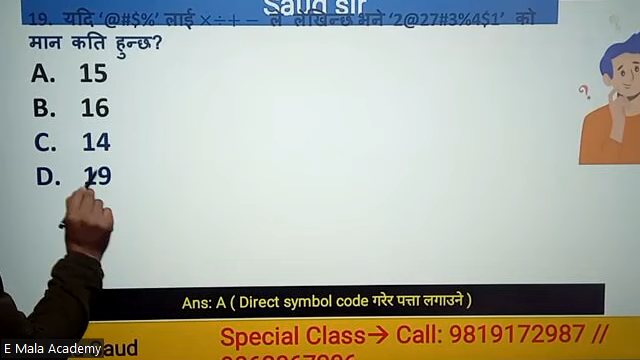 Saud sir
19. यदि '@#$%' लाई ×÷+− ले लेखिन्छ भने '2@27#3%4$1' को
मान कति हुन्छ?
A. 15
B. 16
C. 14
D. 19
Ans: A ( Direct symbol code गरेर पत्ता लगाउने )
E Mala Academy
aud
Special Class→ Call: 9819172987 //